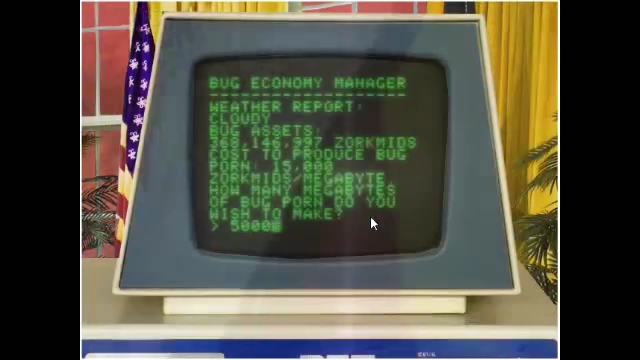 BUG ECONOMY MANAGER
-------------------
WEATHER REPORT:
CLOUDY
BUG ASSETS:
368,146,997 ZORKMIDS
COST TO PRODUCE BUG
PORN: 15,000
ZORKMIDS/MEGABYTE
HOW MANY MEGABYTES
OF BUG PORN DO YOU
WISH TO MAKE?
> 5000